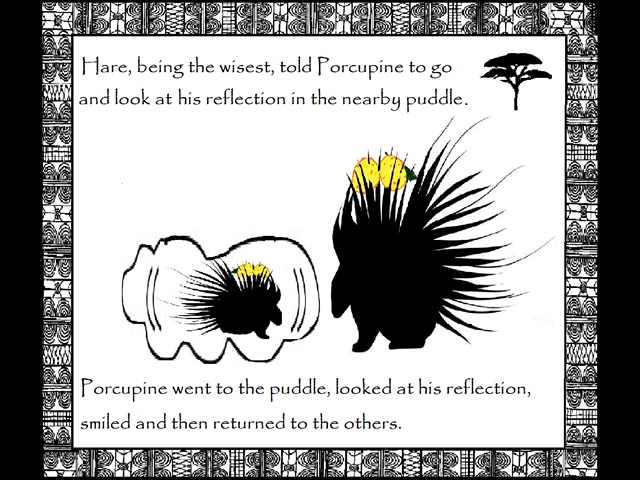 Hare, being the wisest, told Porcupine to go
and look at his reflection in the nearby puddle.
Porcupine went to the puddle, looked at his reflection,
smiled and then returned to the others.